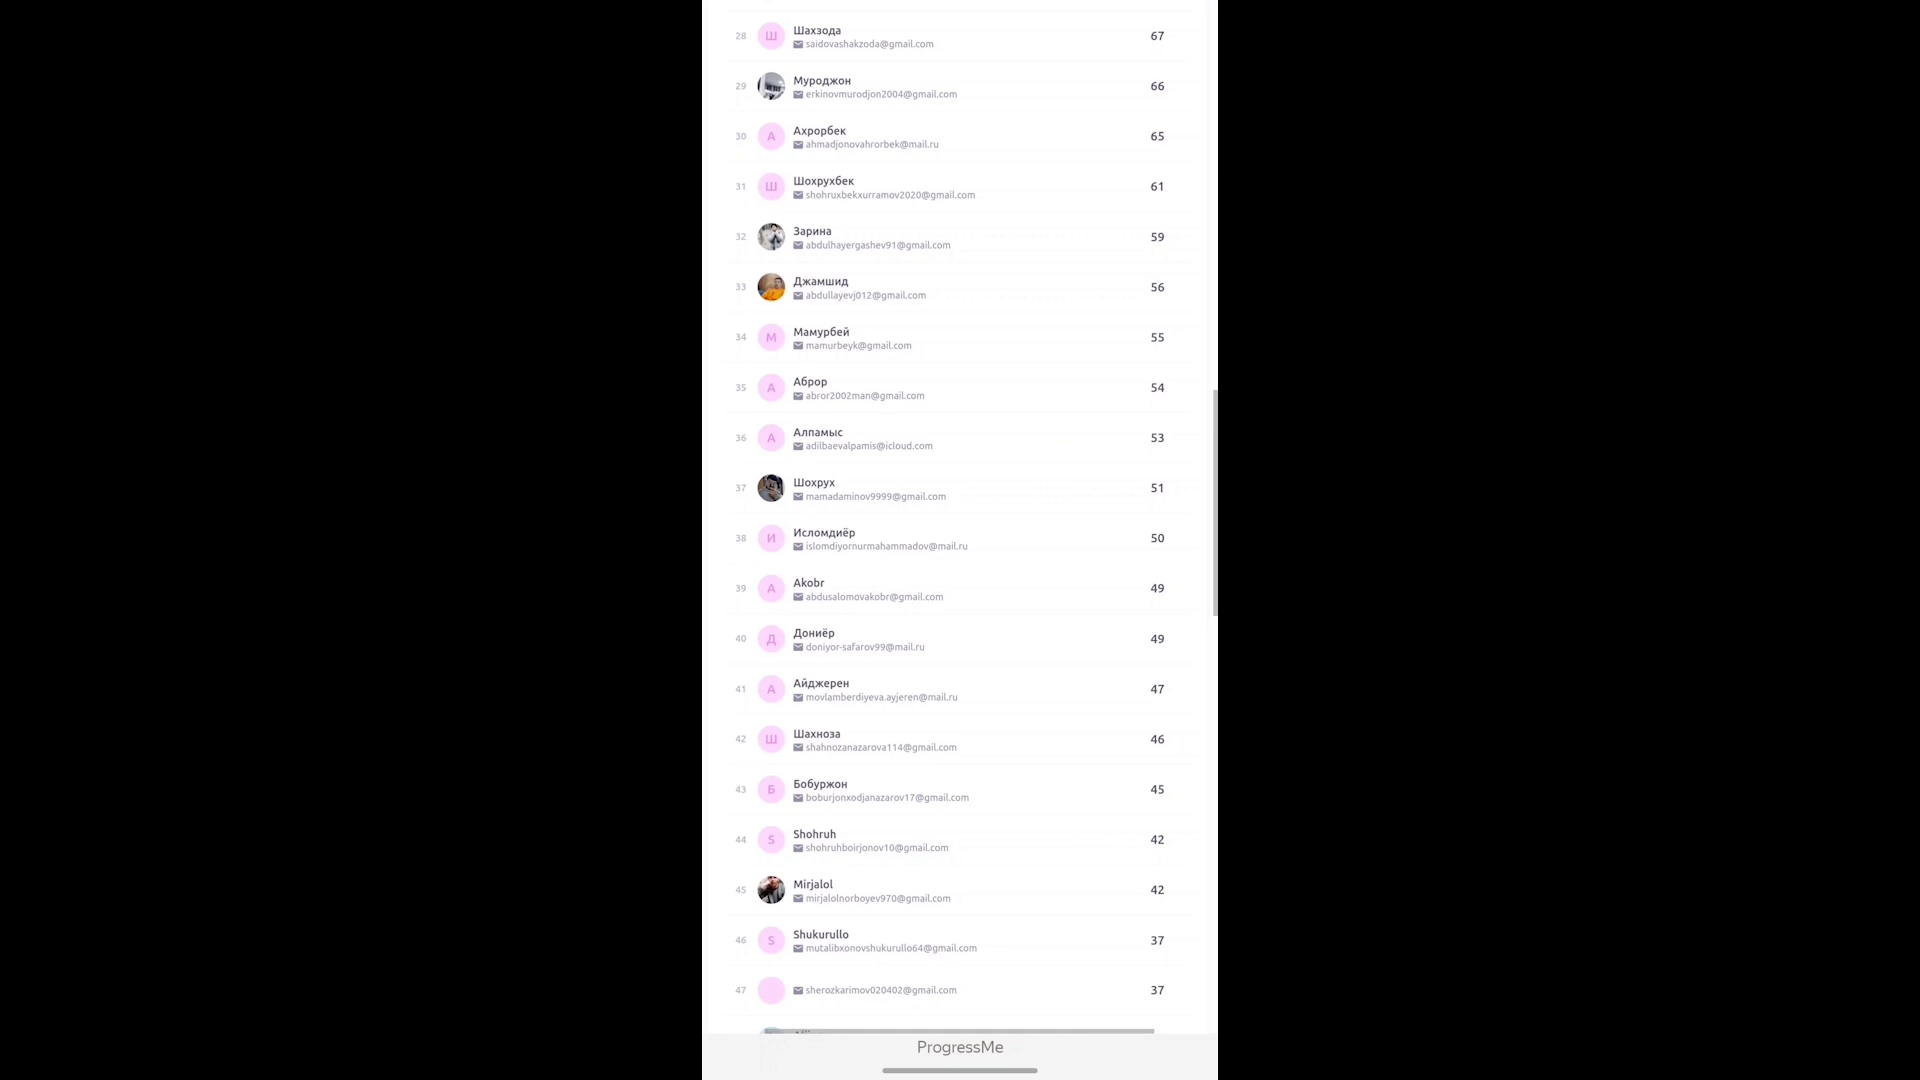 28 Ш Шахзода 67
saidovashakzoda@gmail.com
29 Муроджон 66
erkinovmurodjon2004@gmail.com
30 А Ахрорбек 65
ahmadjonovahrorbek@mail.ru
31 Ш Шохрухбек 61
shohruxbekxurramov2020@gmail.com
32 Зарина 59
abdulhayergashev91@gmail.com
33 Джамшид 56
abdullayevj012@gmail.com
34 М Мамурбей 55
mamurbeyk@gmail.com
35 А Аброр 54
abror2002man@gmail.com
36 А Алпамыс 53
adilbaevalpamis@icloud.com
37 Шохрух 51
mamadaminov9999@gmail.com
38 И Исломдиёр 50
islomdiyornurmahammadov@mail.ru
39 A Akobr 49
abdusalomovakobr@gmail.com
40 Д Дониёр 49
doniyor-safarov99@mail.ru
41 А Айджерен 47
movlamberdiyeva.ayjeren@mail.ru
42 Ш Шахноза 46
shahnozanazarova114@gmail.com
43 Б Бобуржон 45
boburjonxodjanazarov17@gmail.com
44 S Shohruh 42
shohruhboirjonov10@gmail.com
45 Mirjalol 42
mirjalolnorboyev970@gmail.com
46 S Shukurullo 37
mutalibxonovshukurullo64@gmail.com
47 sherozkarimov020402@gmail.com 37
ProgressMe